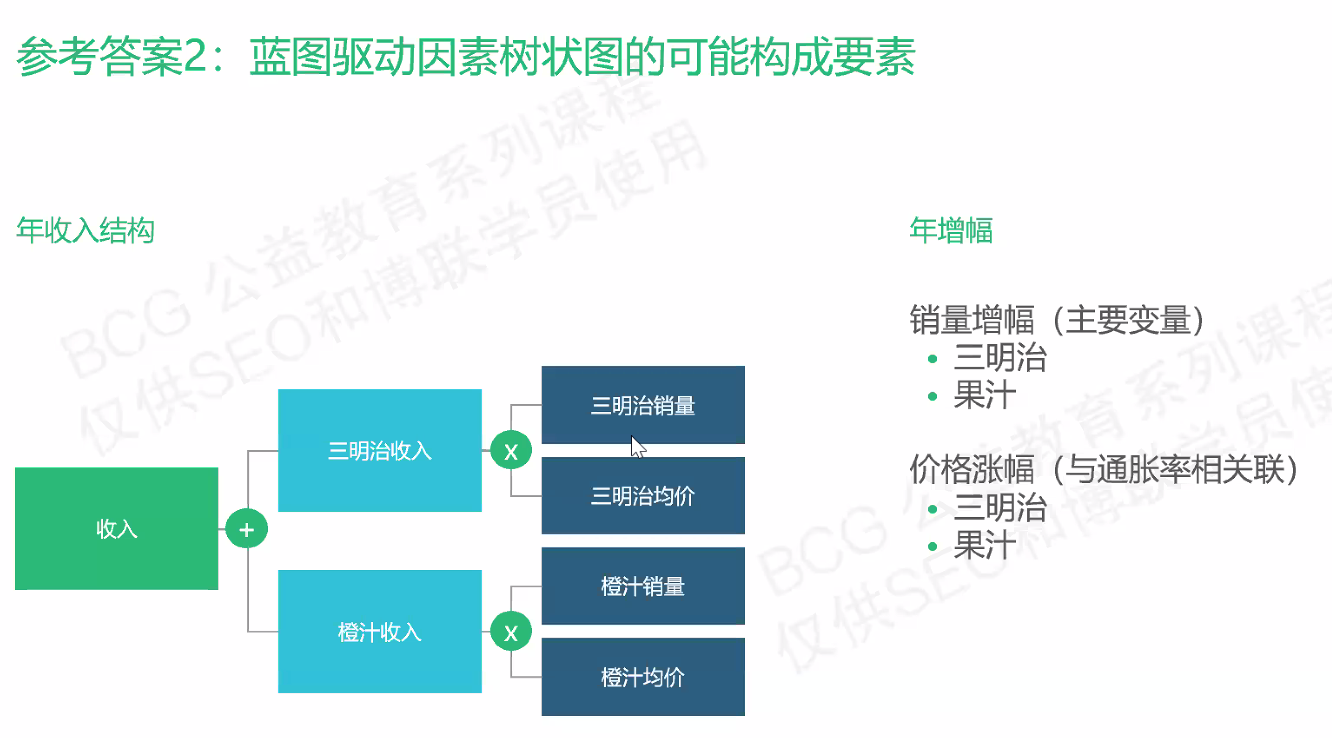 参考答案2：蓝图驱动因素树状图的可能构成要素
BCG 公益教育系列课程
仅供SEO和博联学员使用
年收入结构
年增幅
销量增幅（主要变量）
• 三明治
• 果汁
价格涨幅（与通胀率相关联）
• 三明治
• 果汁
收入
+
三明治收入
x
三明治销量
三明治均价
橙汁收入
x
橙汁销量
橙汁均价
BCG 公益教育系列课程
仅供SEO和博联学员使用